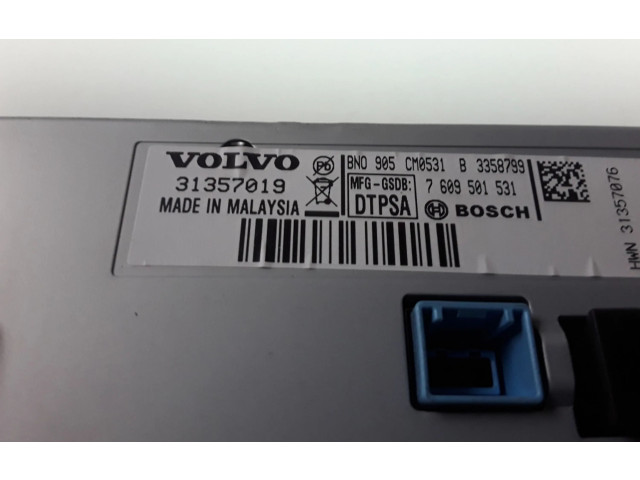 VOLVO Pb BNO 905 CM0531 B 3358799
31357019 MFG-GSDB: 7 609 501 531
MADE IN MALAYSIA DTPSA BOSCH
HWN 31357076